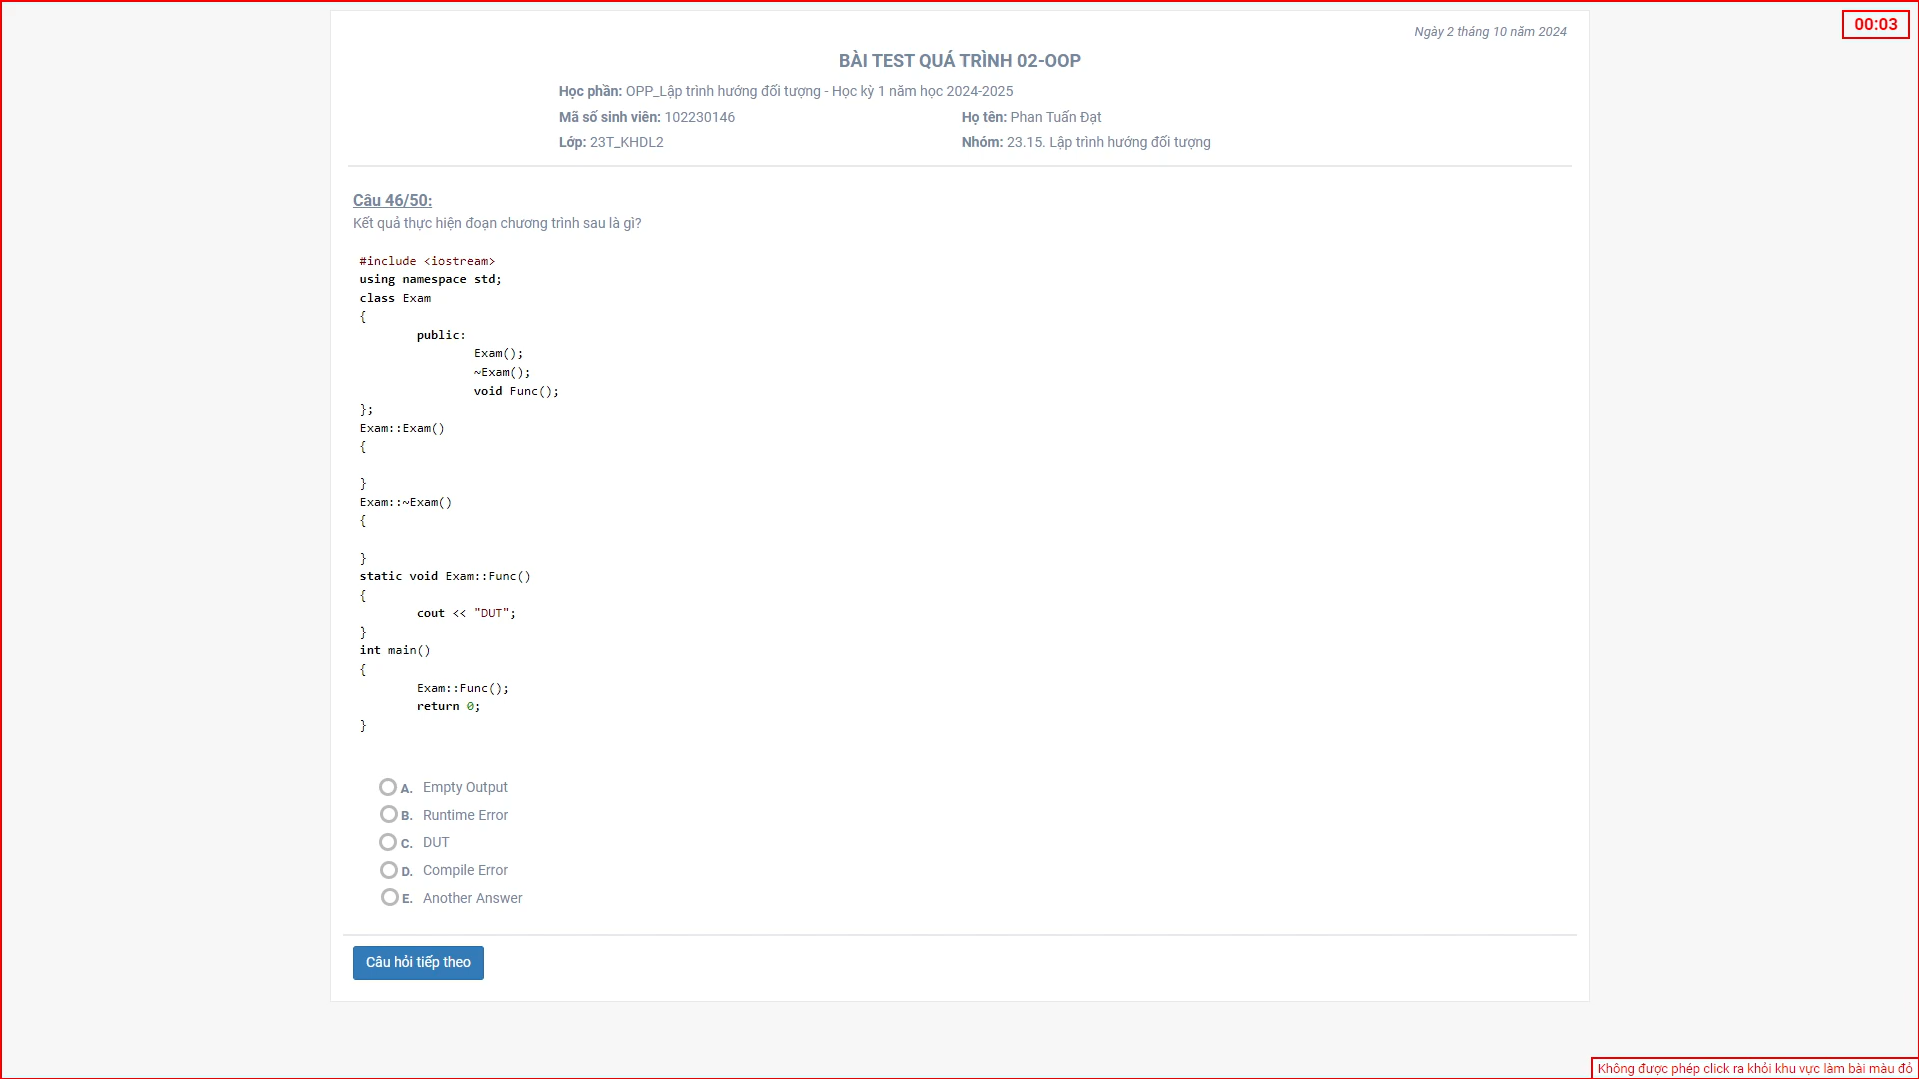 Ngày 2 tháng 10 năm 2024
00:03
BÀI TEST QUÁ TRÌNH 02-OOP
Học phần: OPP_Lập trình hướng đối tượng - Học kỳ 1 năm học 2024-2025
Mã số sinh viên: 102230146 Họ tên: Phan Tuấn Đạt
Lớp: 23T_KHDL2 Nhóm: 23.15. Lập trình hướng đối tượng
Câu 46/50:
Kết quả thực hiện đoạn chương trình sau là gì?
#include <iostream>
using namespace std;
class Exam
{
public:
Exam();
~Exam();
void Func();
};
Exam::Exam()
{
}
Exam::~Exam()
{
}
static void Exam::Func()
{
cout << "DUT";
}
int main()
{
Exam::Func();
return 0;
}
A. Empty Output
B. Runtime Error
C. DUT
D. Compile Error
E. Another Answer
Câu hỏi tiếp theo
Không được phép click ra khỏi khu vực làm bài màu đỏ